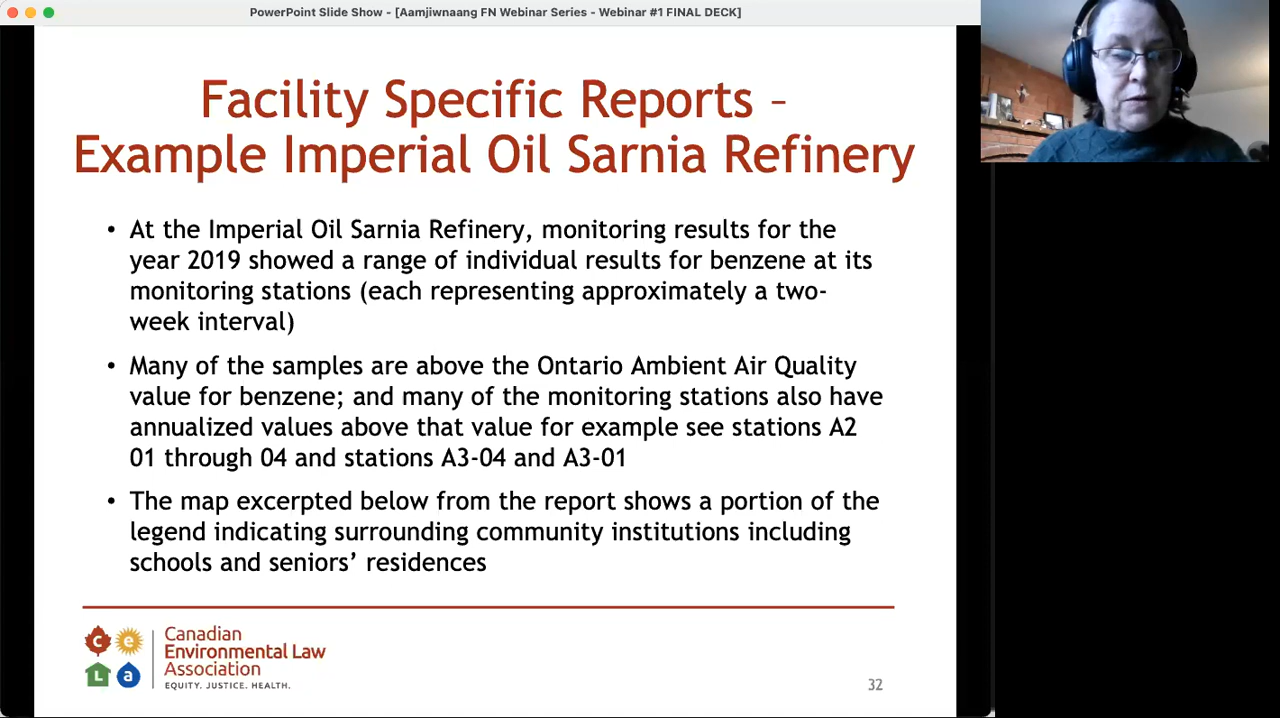 PowerPoint Slide Show - [Aamjiwnaang FN Webinar Series - Webinar #1 FINAL DECK]
Facility Specific Reports –
Example Imperial Oil Sarnia Refinery
• At the Imperial Oil Sarnia Refinery, monitoring results for the
year 2019 showed a range of individual results for benzene at its
monitoring stations (each representing approximately a two-
week interval)
• Many of the samples are above the Ontario Ambient Air Quality
value for benzene; and many of the monitoring stations also have
annualized values above that value for example see stations A2
01 through 04 and stations A3-04 and A3-01
• The map excerpted below from the report shows a portion of the
legend indicating surrounding community institutions including
schools and seniors’ residences
c e
L a
Canadian
Environmental Law
Association
EQUITY. JUSTICE. HEALTH.
32